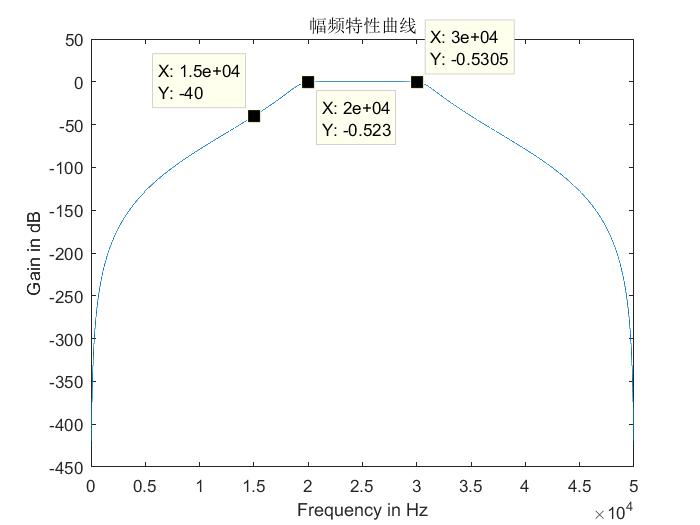 幅频特性曲线
X: 3e+04
Y: -0.5305
X: 1.5e+04
Y: -40
X: 2e+04
Y: -0.523
50
0
-50
-100
-150
-200
-250
-300
-350
-400
-450
Gain in dB
0 0.5 1 1.5 2 2.5 3 3.5 4 4.5 5
×10⁴
Frequency in Hz